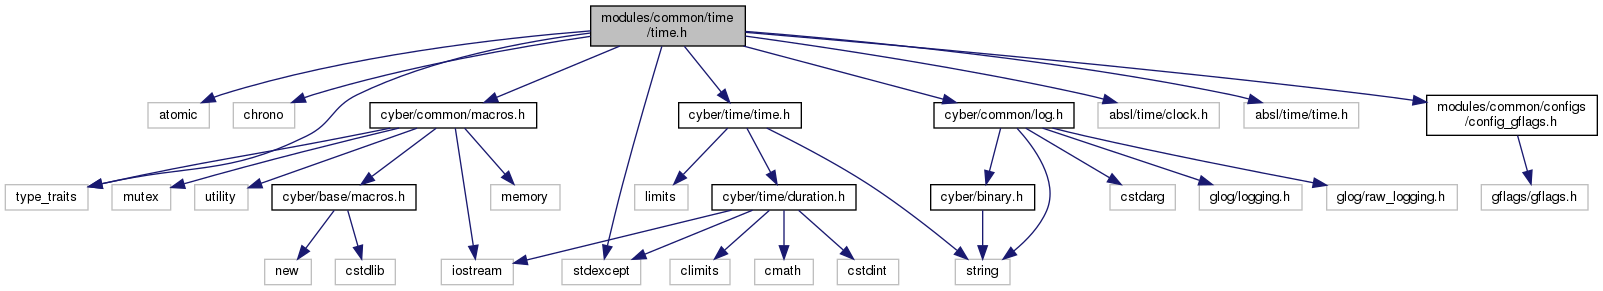 modules/common/time
/time.h
atomic
chrono
cyber/common/macros.h
cyber/time/time.h
cyber/common/log.h
absl/time/clock.h
absl/time/time.h
modules/common/configs
/config_gflags.h
type_traits
mutex
utility
cyber/base/macros.h
memory
limits
cyber/time/duration.h
cyber/binary.h
cstdarg
glog/logging.h
glog/raw_logging.h
gflags/gflags.h
new
cstdlib
iostream
stdexcept
climits
cmath
cstdint
string